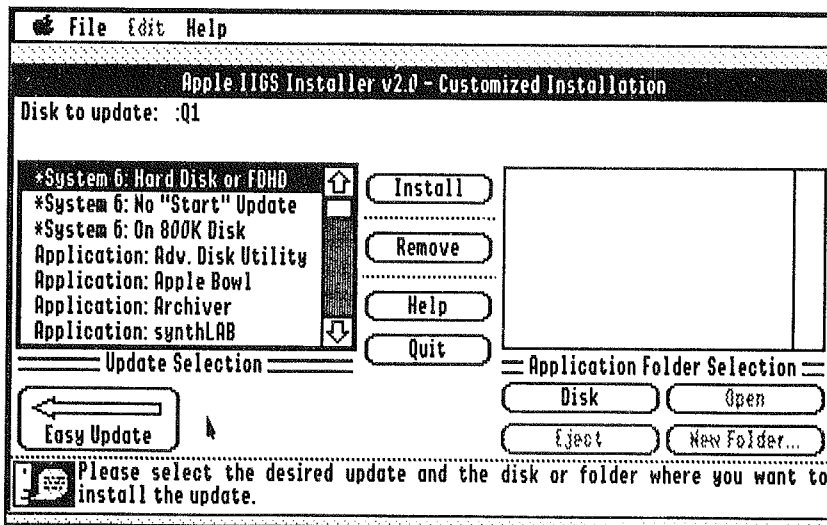 File Edit Help
Apple IIGS Installer v2.0 - Customized Installation
Disk to update: :Q1
*System 6: Hard Disk or FDHD
*System 6: No "Start" Update
*System 6: On 800K Disk
Application: Adv. Disk Utility
Application: Apple Bowl
Application: Archiver
Application: synthLAB
Update Selection
Install
Remove
Help
Quit
Application Folder Selection
Disk
Open
Eject
New Folder...
Easy Update
Please select the desired update and the disk or folder where you want to
install the update.